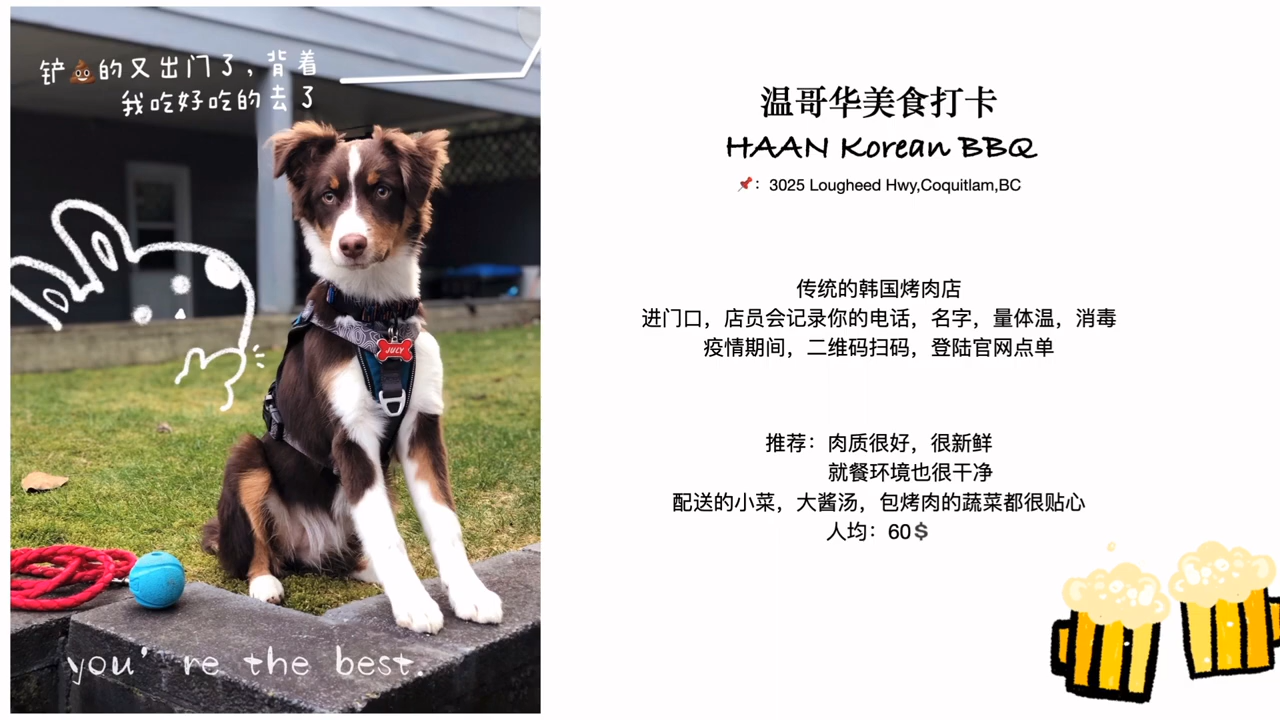 铲💩的又出门了，背着
我吃好吃的去了
JUCY
you're the best.
温哥华美食打卡
HAAN Korean BBQ
📌：3025 Lougheed Hwy,Coquitlam,BC
传统的韩国烤肉店
进门口，店员会记录你的电话，名字，量体温，消毒
疫情期间，二维码扫码，登陆官网点单
推荐：肉质很好，很新鲜
就餐环境也很干净
配送的小菜，大酱汤，包烤肉的蔬菜都很贴心
人均：60💲